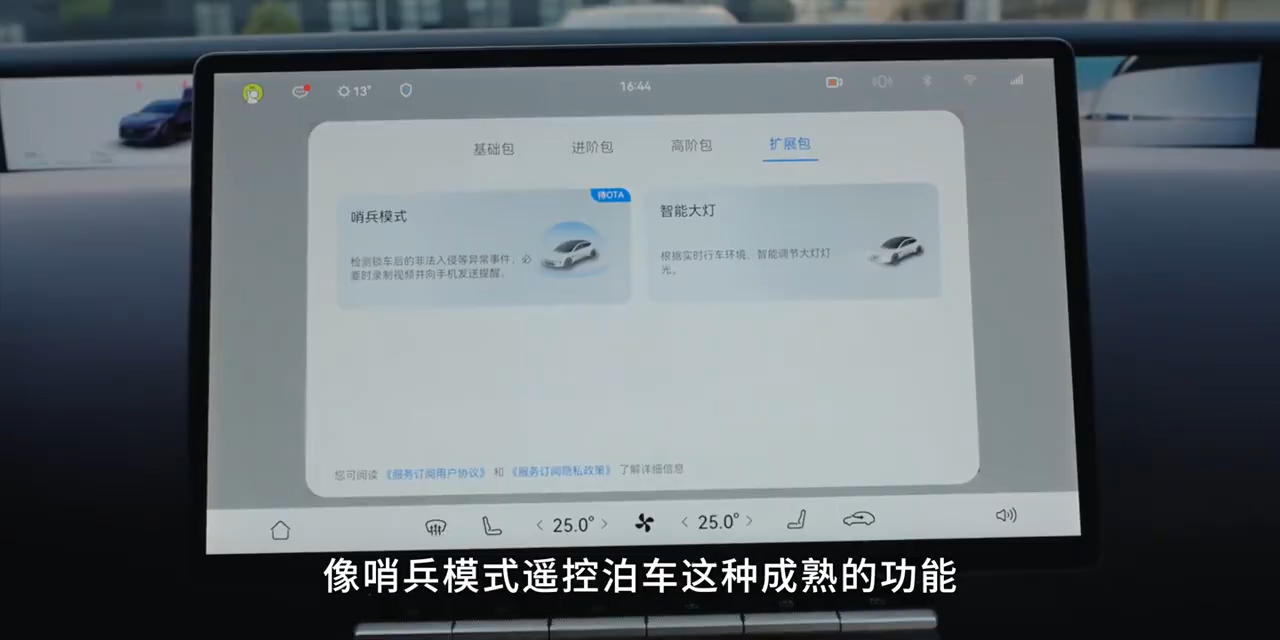 13°
16:44
基础包
进阶包
高阶包
扩展包
哨兵模式
待OTA
检测锁车后的非法入侵等异常事件，必
要时录制视频并向手机发送提醒。
智能大灯
根据实时行车环境，智能调节大灯灯
光。
您可阅读《服务订阅用户协议》和《服务订阅隐私政策》了解详细信息
25.0°
25.0°
像哨兵模式遥控泊车这种成熟的功能